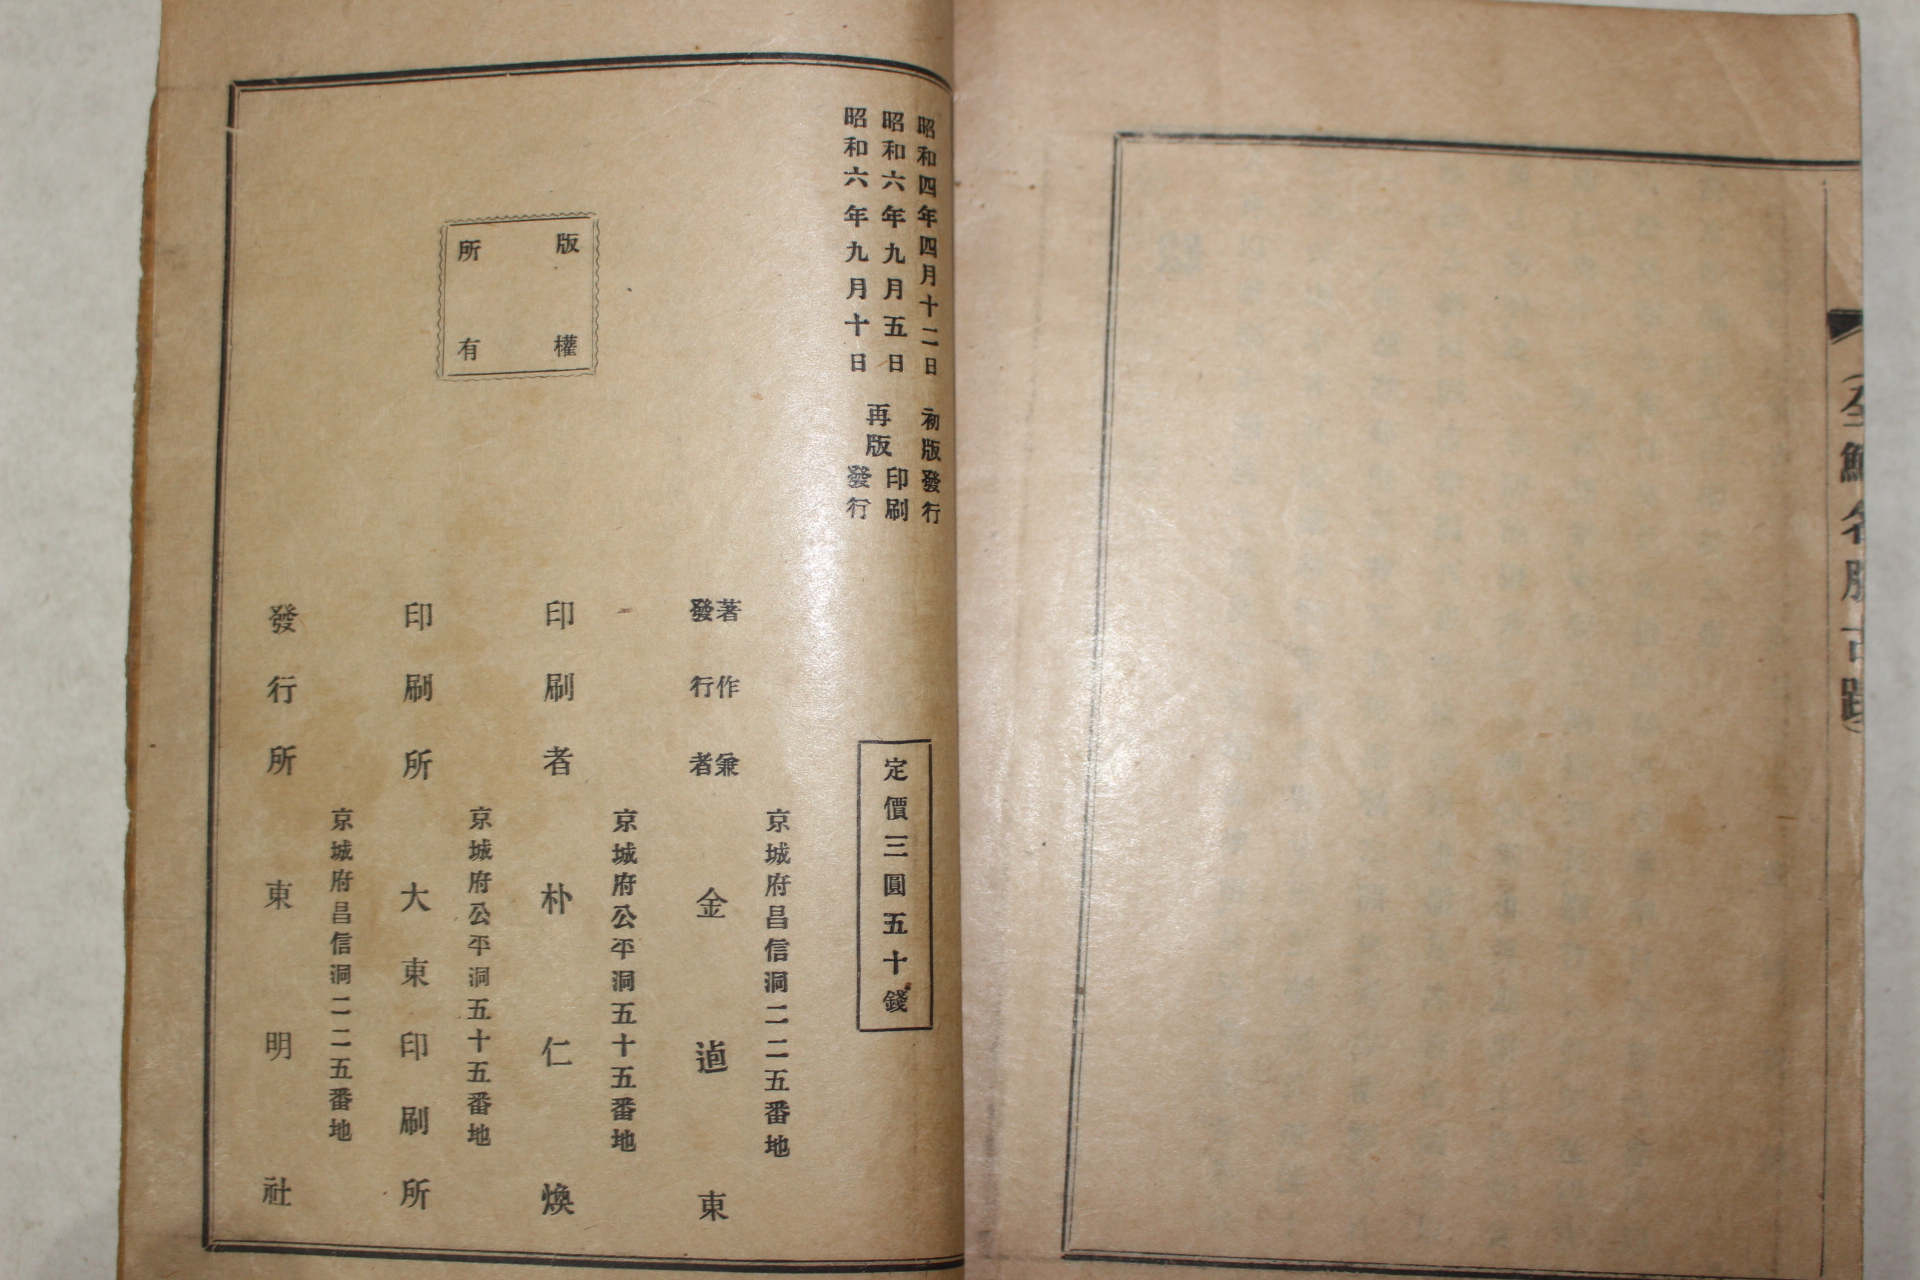 全鮮名勝古蹟
昭和四年四月十二日 初版發行
昭和六年九月五日 再版印刷
昭和六年九月十日 發行
定價三圓五十錢
京城府昌信洞二二五番地
著作兼發行者 金逌東
京城府公平洞五十五番地
印刷者 朴仁煥
京城府公平洞五十五番地
印刷所 大東印刷所
京城府昌信洞二二五番地
發行所 東明社
版權所有